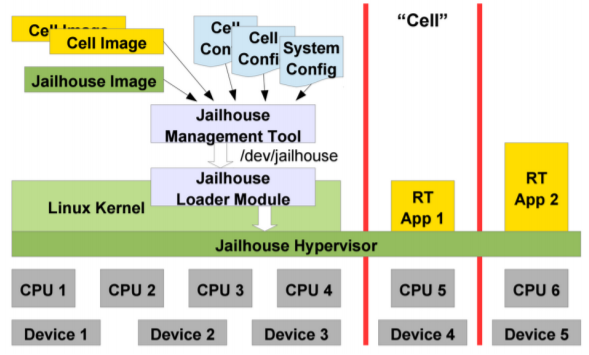 “Cell”
Cell Image
Cell Image
Jailhouse Image
Cell
Con
Cell
Confi
System
Config
Jailhouse
Management Tool
/dev/jailhouse
Jailhouse
Loader Module
Linux Kernel
RT
App 1
RT
App 2
Jailhouse Hypervisor
CPU 1
CPU 2
CPU 3
CPU 4
CPU 5
CPU 6
Device 1
Device 2
Device 3
Device 4
Device 5